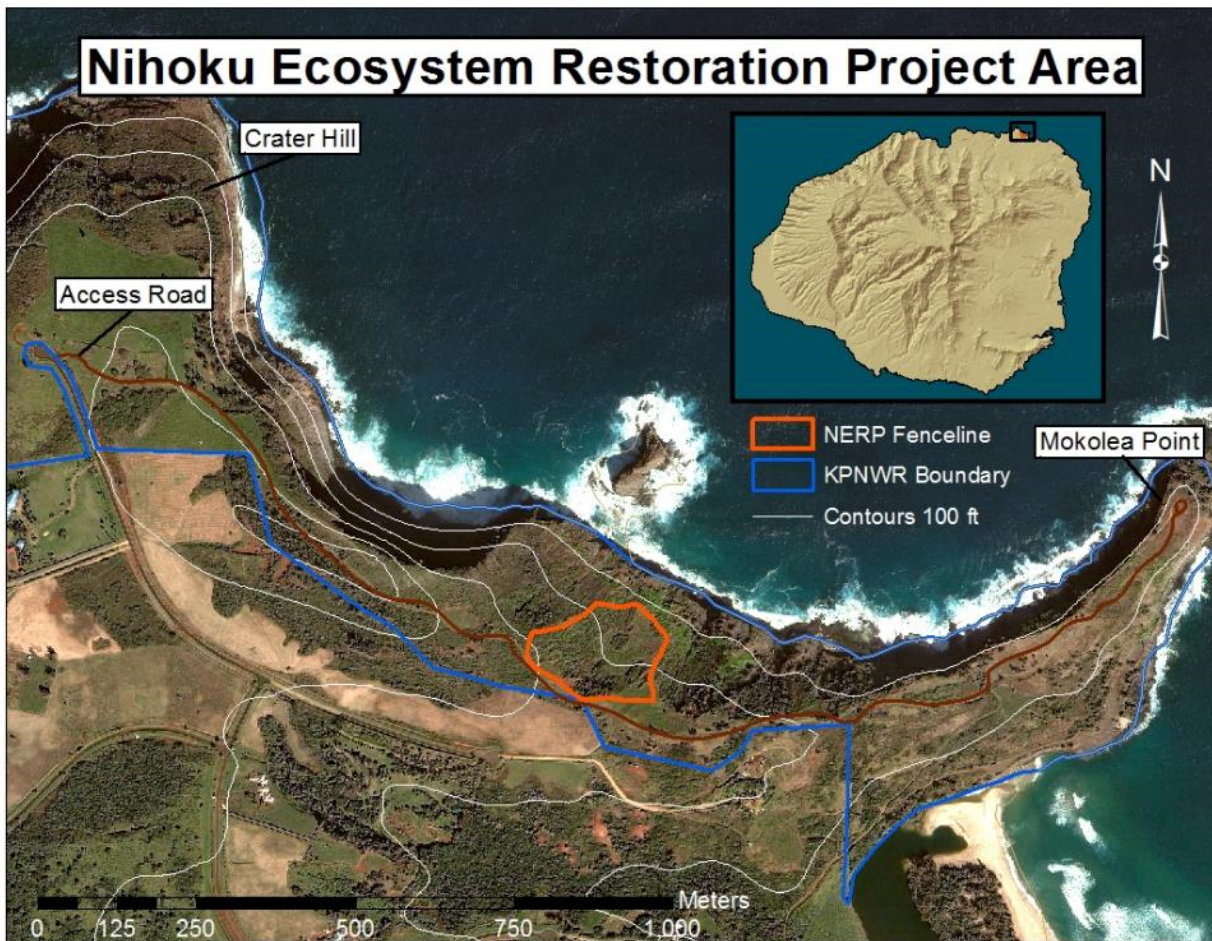 Nihoku Ecosystem Restoration Project Area
Crater Hill
N
Access Road
NERP Fenceline
Mokolea Point
KPNWR Boundary
Contours 100 ft
Meters
0 125 250 500 750 1,000